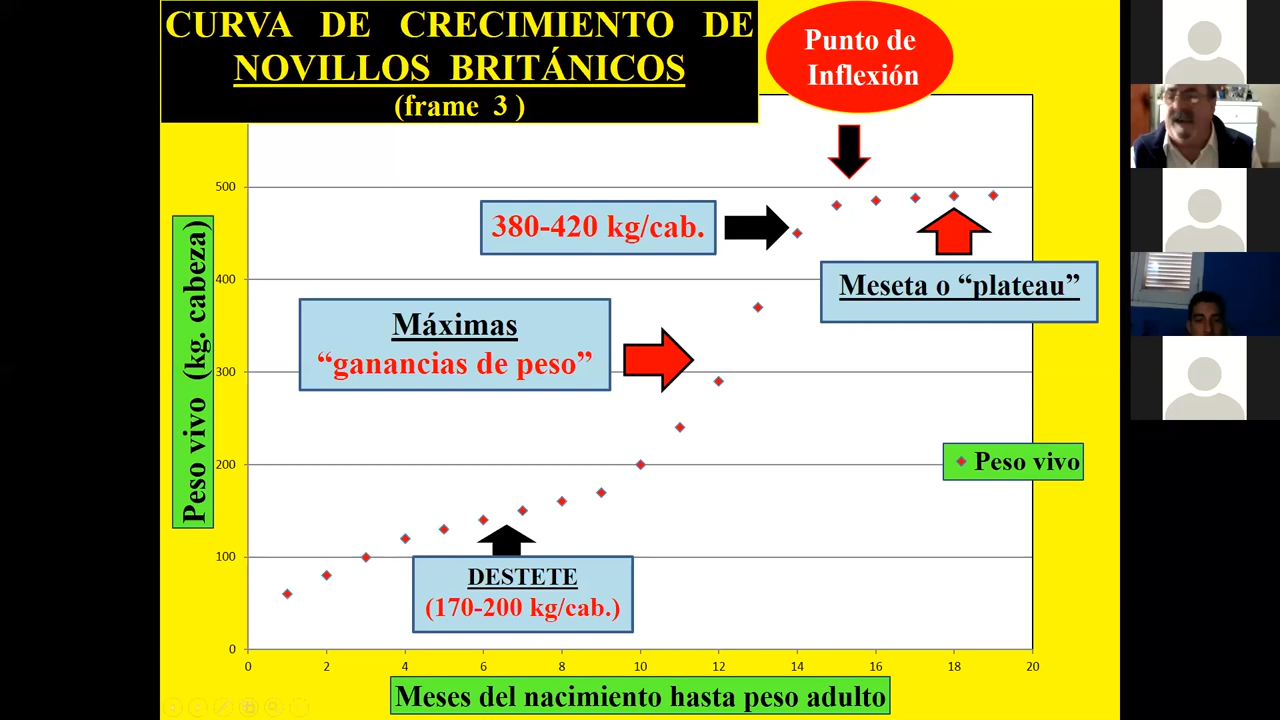 CURVA DE CRECIMIENTO DE
NOVILLOS BRITÁNICOS
(frame 3 )
Punto de
Inflexión
500
400
300
200
100
0
Peso vivo (kg. cabeza)
380-420 kg/cab.
Meseta o “plateau”
Máximas
“ganancias de peso”
Peso vivo
DESTETE
(170-200 kg/cab.)
0 2 4 6 8 10 12 14 16 18 20
Meses del nacimiento hasta peso adulto